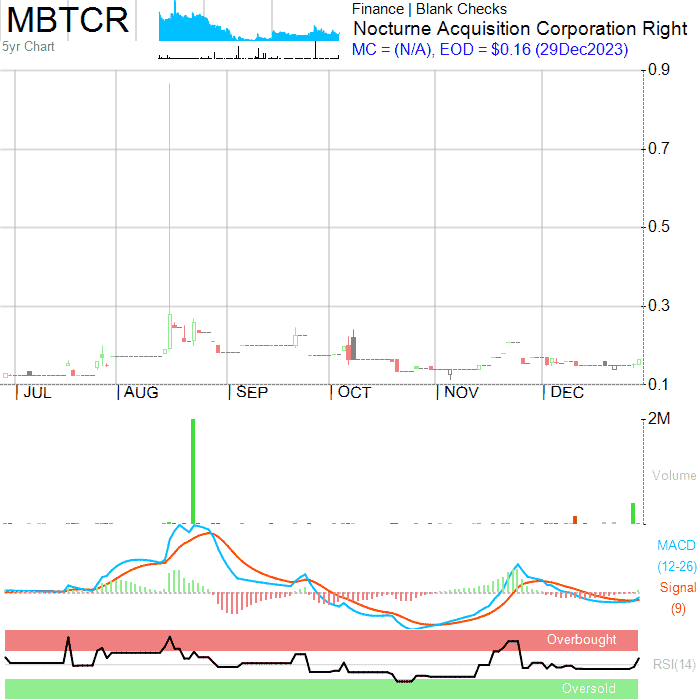 MBTCR
5yr Chart
Finance | Blank Checks
Nocturne Acquisition Corporation Right
MC = (N/A), EOD = $0.16 (29Dec2023)
0.9
0.7
0.5
0.3
0.1
JUL AUG SEP OCT NOV DEC
2M
Volume
MACD
(12-26)
Signal
(9)
Overbought
RSI(14)
Oversold